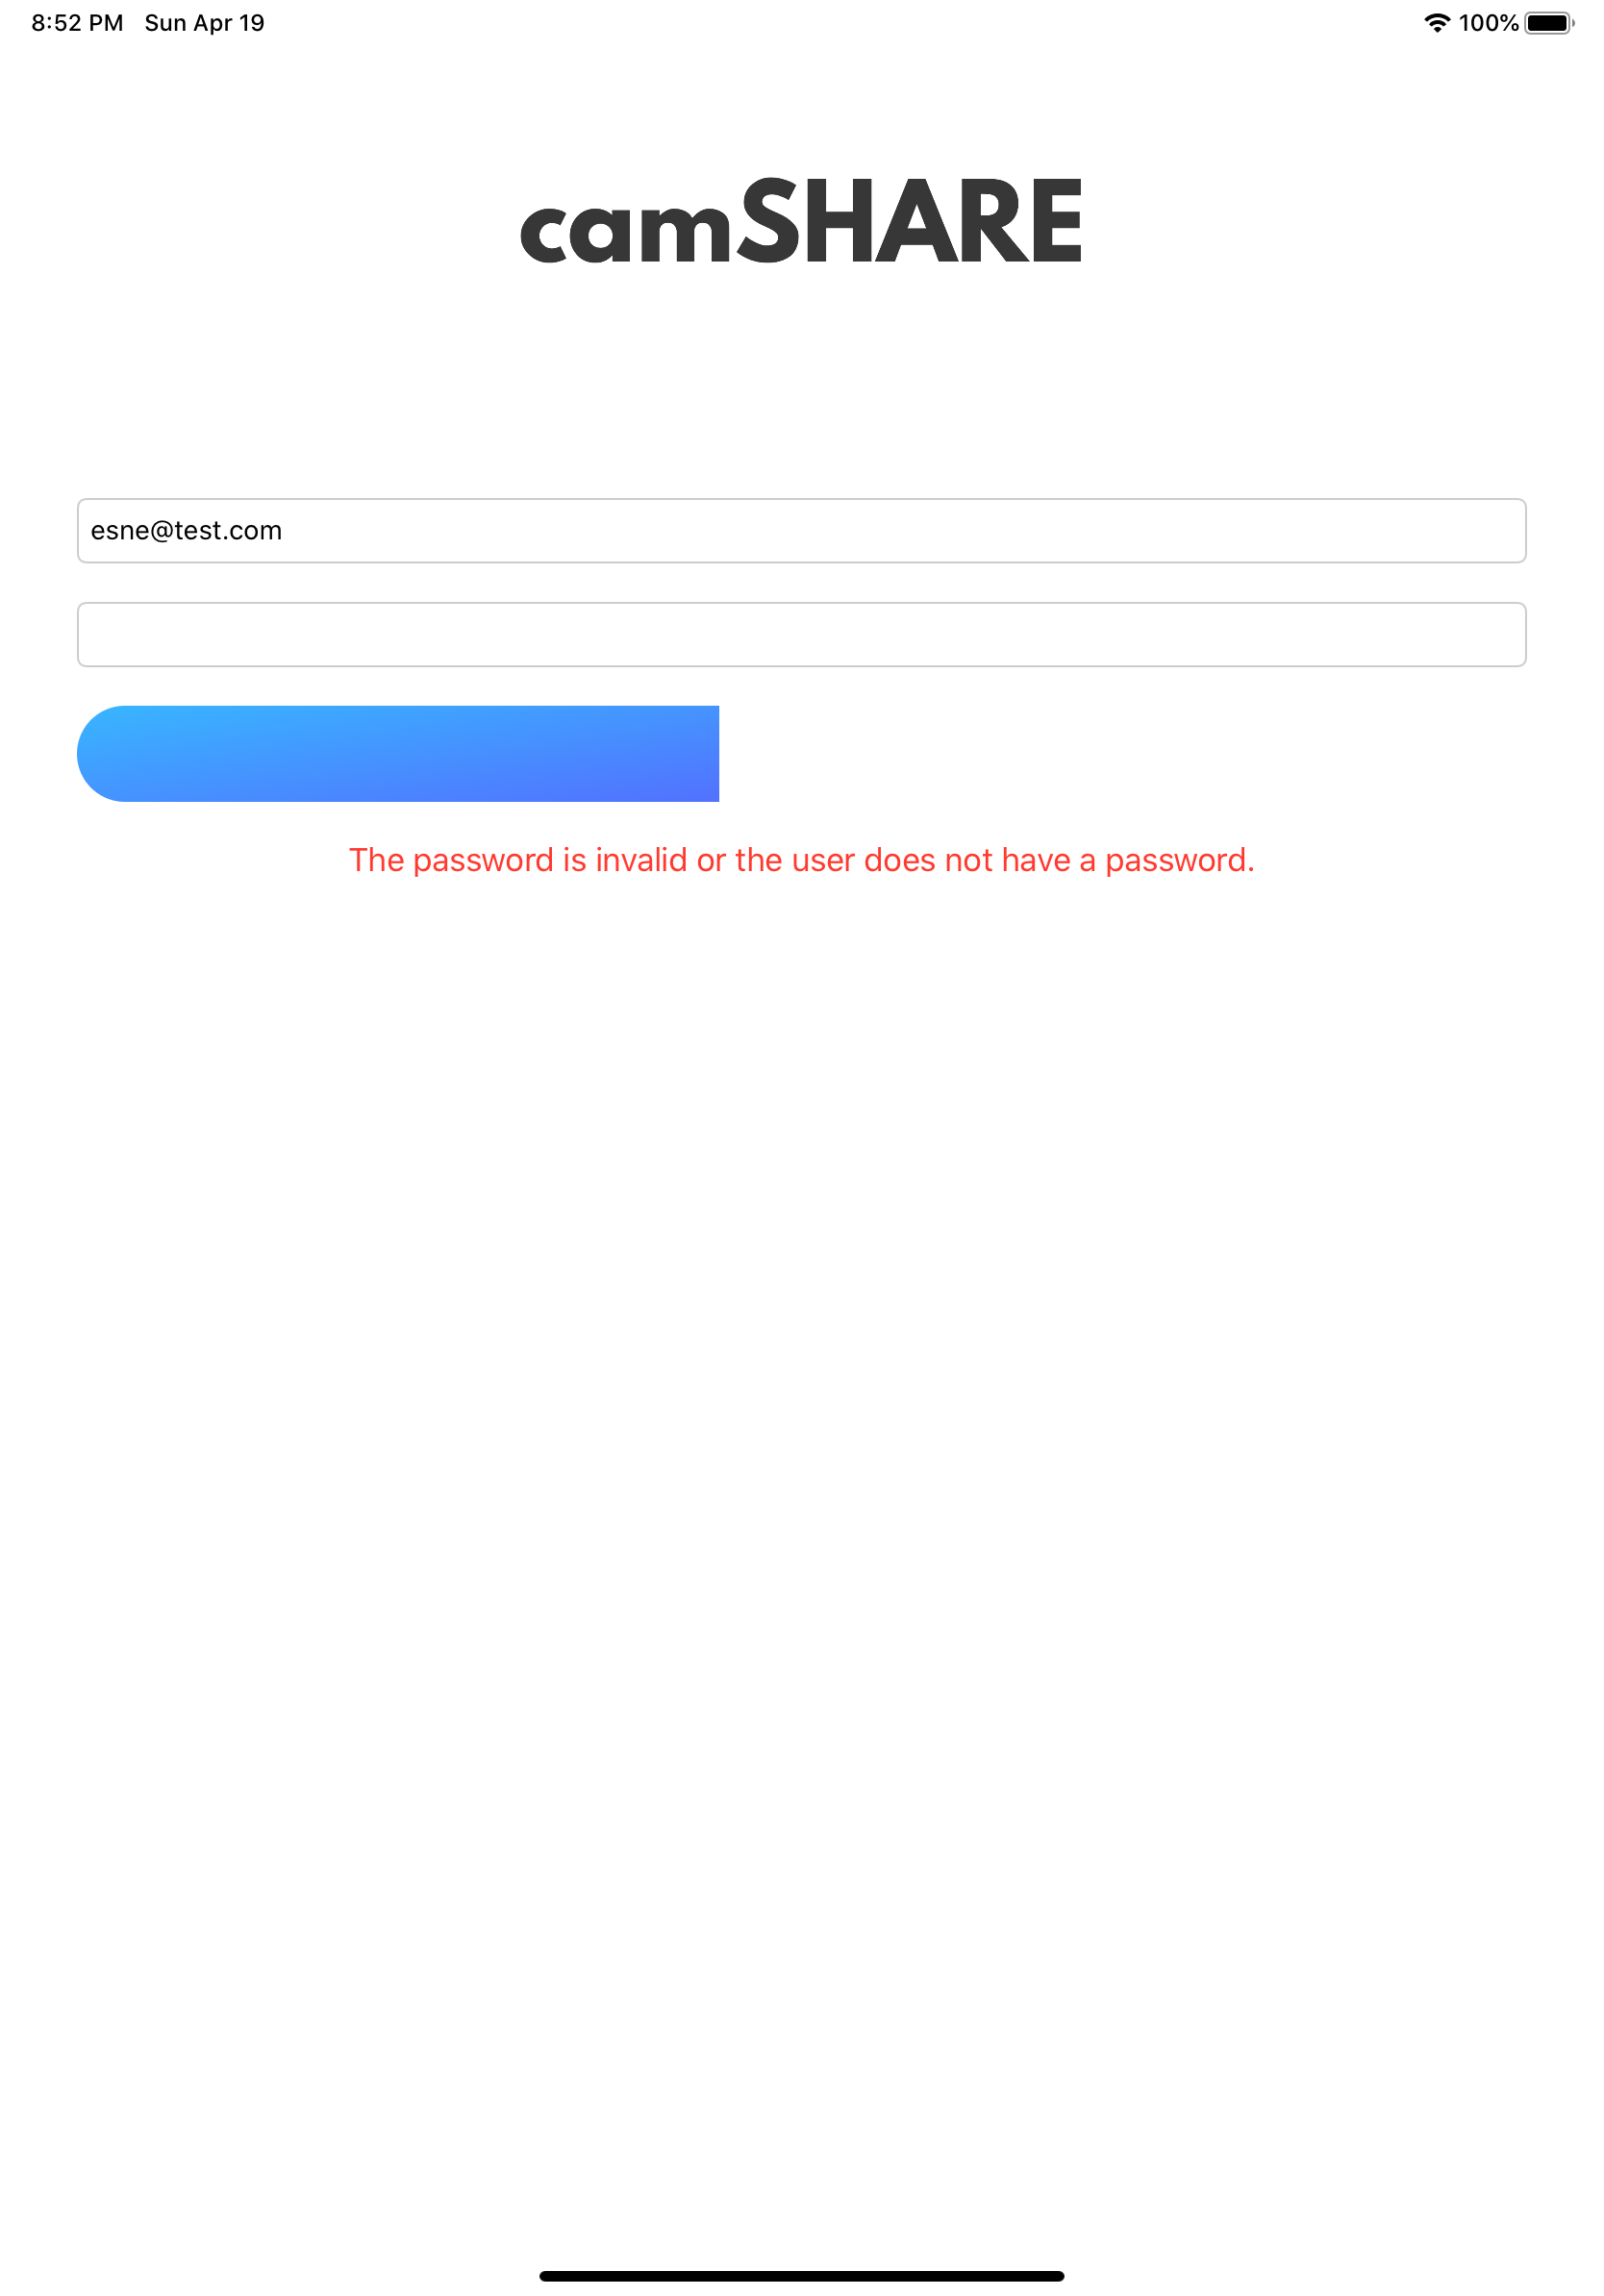 8:52 PM Sun Apr 19 100%
camSHARE
esne@test.com
The password is invalid or the user does not have a password.